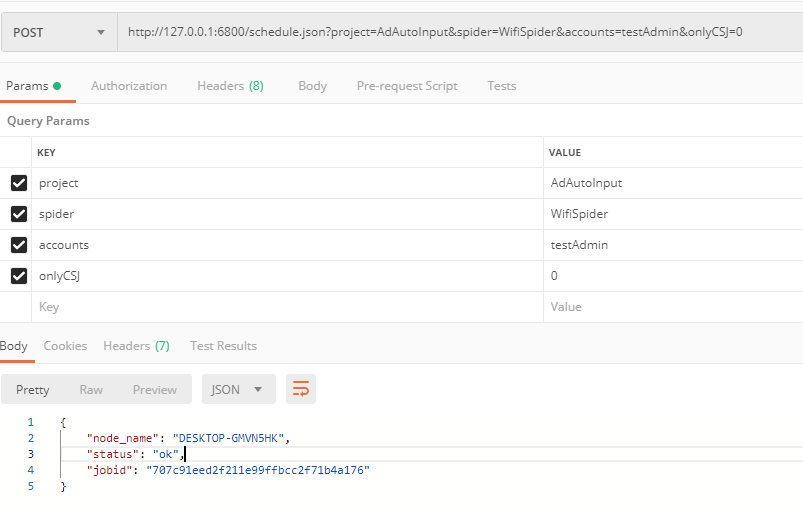 POST http://127.0.0.1:6800/schedule.json?project=AdAutoInput&spider=WifiSpider&accounts=testAdmin&onlyCSJ=0
Params Authorization Headers (8) Body Pre-request Script Tests
Query Params
KEY VALUE
project AdAutoInput
spider WifiSpider
accounts testAdmin
onlyCSJ 0
Key Value
Body Cookies Headers (7) Test Results
Pretty Raw Preview JSON
1 {
2 "node_name": "DESKTOP-GMVN5HK",
3 "status": "ok",
4 "jobid": "707c91eed2f211e99ffbcc2f71b4a176"
5 }